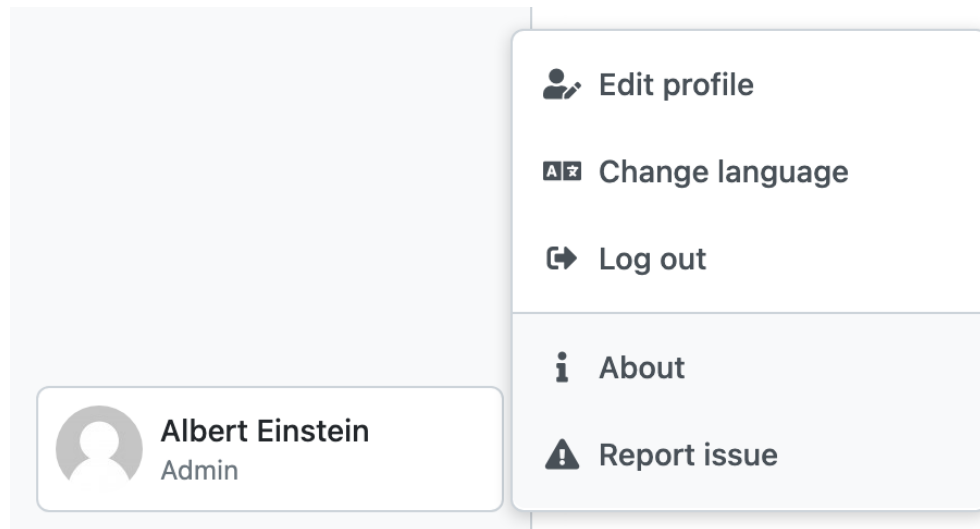 Edit profile
Change language
Log out
About
Report issue
Albert Einstein
Admin